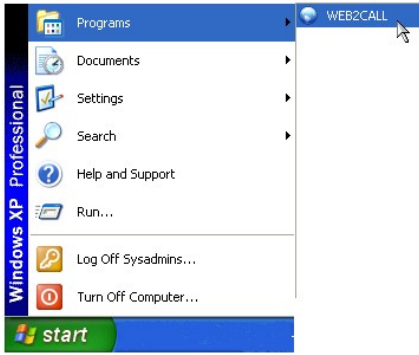 Programs
WEB2CALL
Documents
Settings
Search
Help and Support
Run...
Log Off Sysadmins...
Turn Off Computer...
Windows XP Professional
start